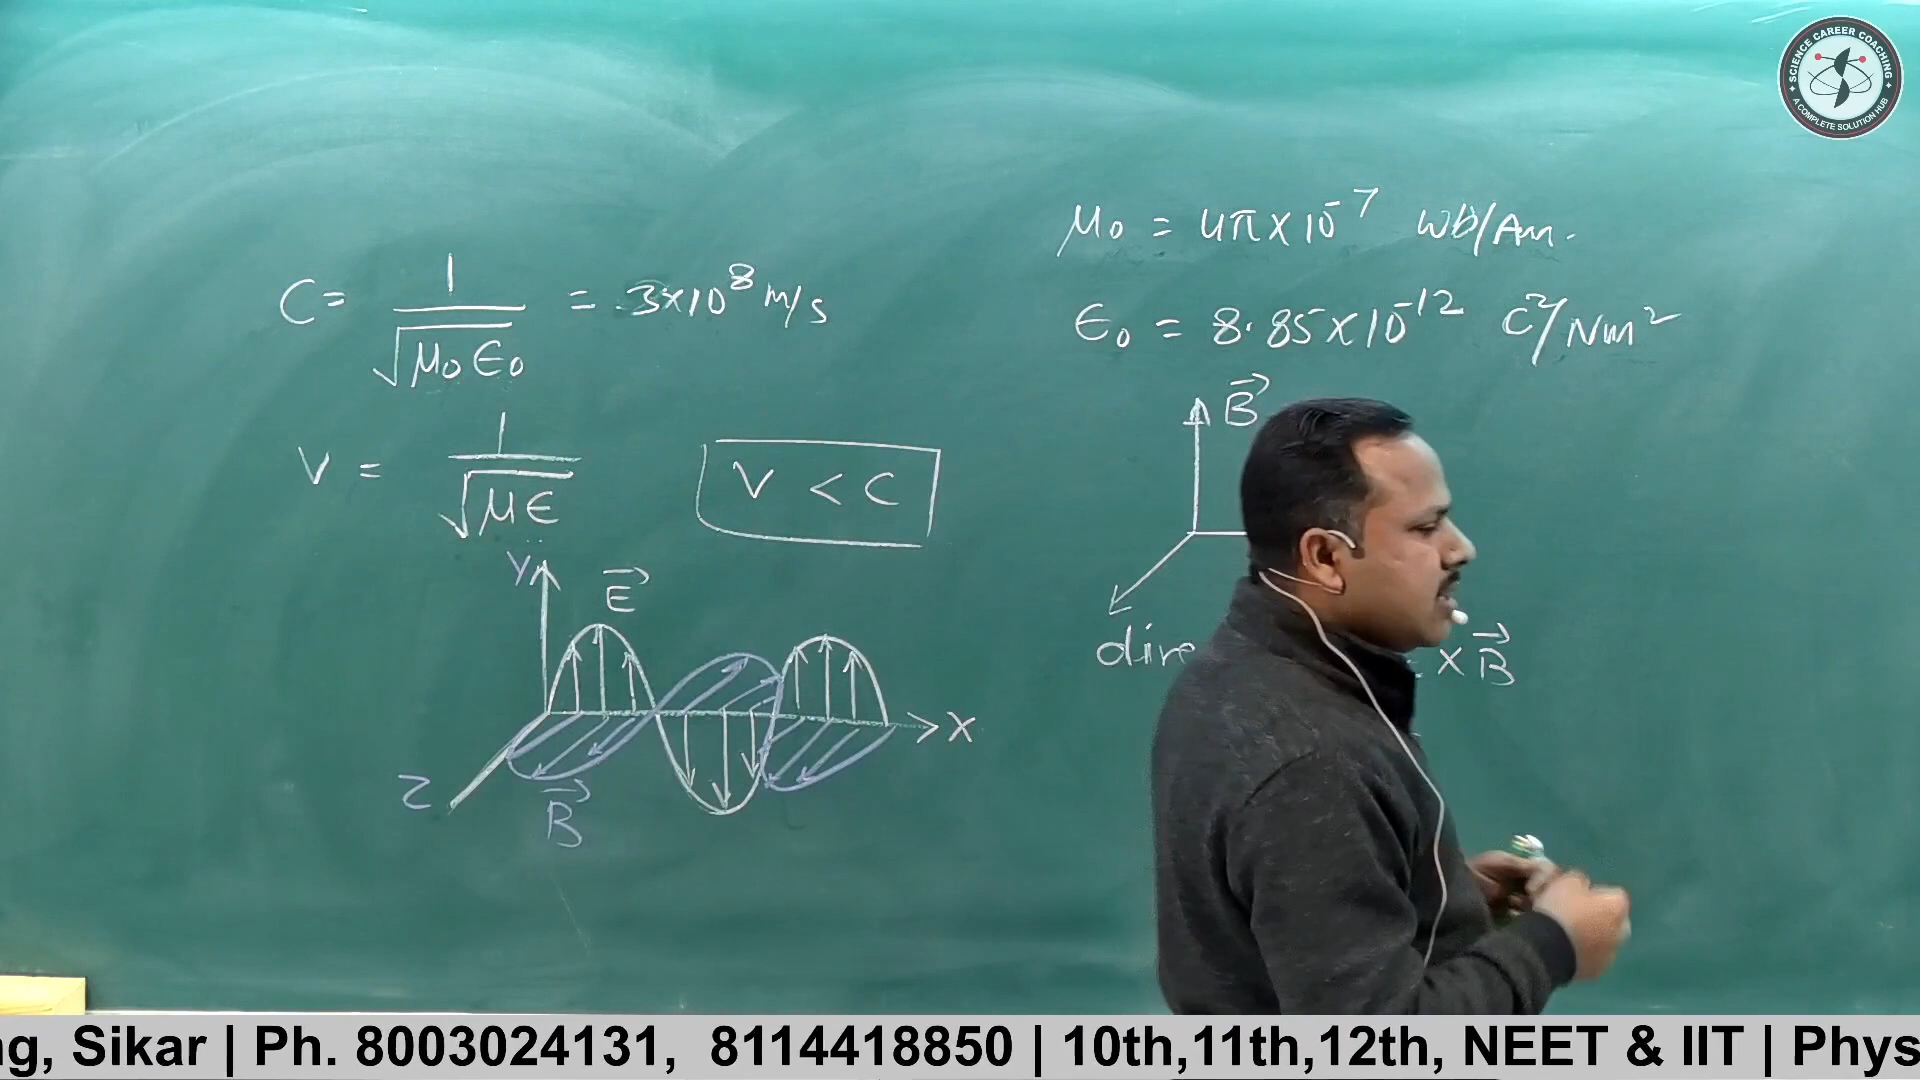 SCIENCE CAREER COACHING
A COMPLETE SOLUTION HUB
μ₀ = 4π×10⁻⁷ Wb/Am.
C = 1/√μ₀ε₀ = 3×10⁸ m/s
ε₀ = 8.85×10⁻¹² C²/Nm²
V = 1/√με
V < C
B⃗
Y
E⃗
× B⃗
X
Z
B⃗
Sikar | Ph. 8003024131, 8114418850 | 10th,11th,12th, NEET & IIT |